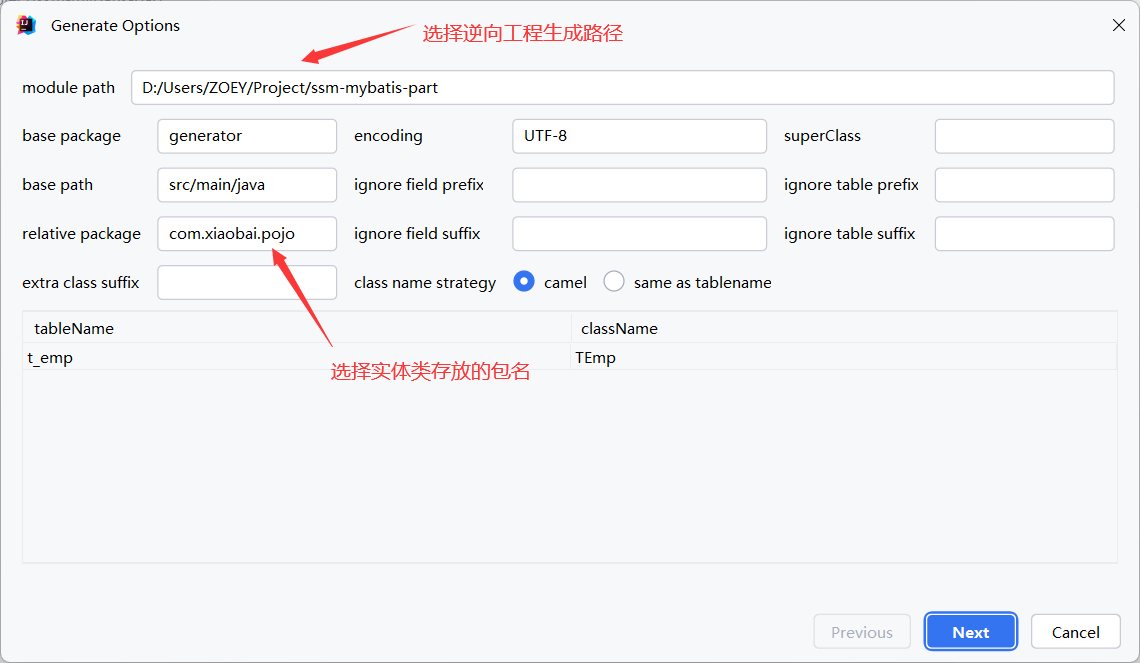 Generate Options
选择逆向工程生成路径
module path D:/Users/ZOEY/Project/ssm-mybatis-part
base package generator encoding UTF-8 superClass
base path src/main/java ignore field prefix ignore table prefix
relative package com.xiaobai.pojo ignore field suffix ignore table suffix
extra class suffix class name strategy camel same as tablename
tableName className
t_emp TEmp
选择实体类存放的包名
Previous Next Cancel